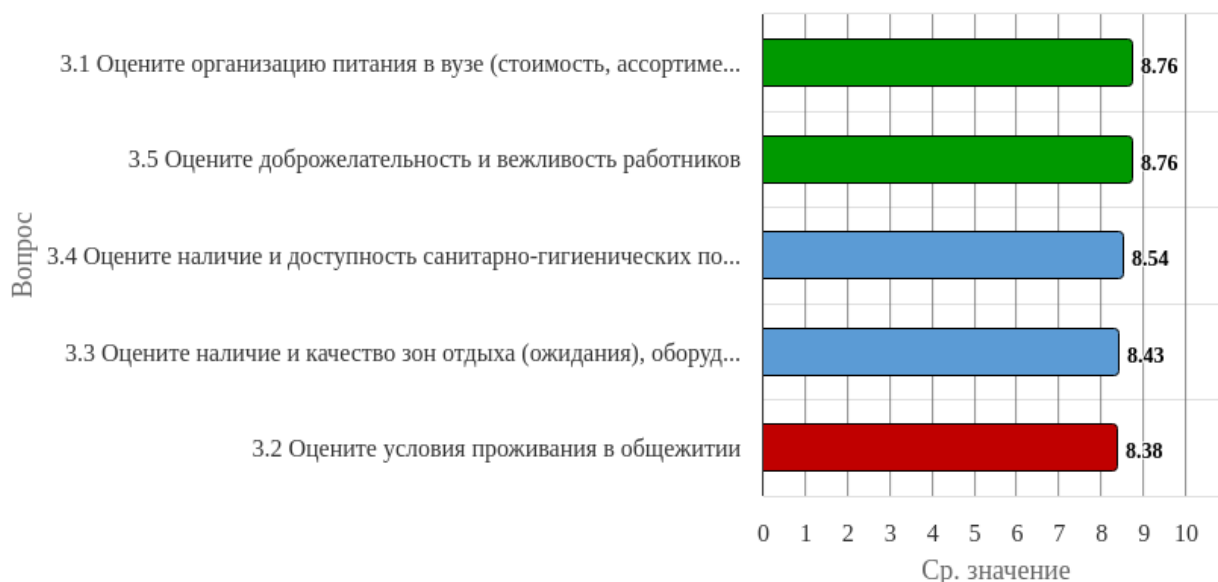 3.1 Оцените организацию питания в вузе (стоимость, ассортиме...
8.76
3.5 Оцените доброжелательность и вежливость работников
8.76
3.4 Оцените наличие и доступность санитарно-гигиенических по...
8.54
3.3 Оцените наличие и качество зон отдыха (ожидания), оборуд...
8.43
3.2 Оцените условия проживания в общежитии
8.38
Вопрос
0 1 2 3 4 5 6 7 8 9 10
Ср. значение